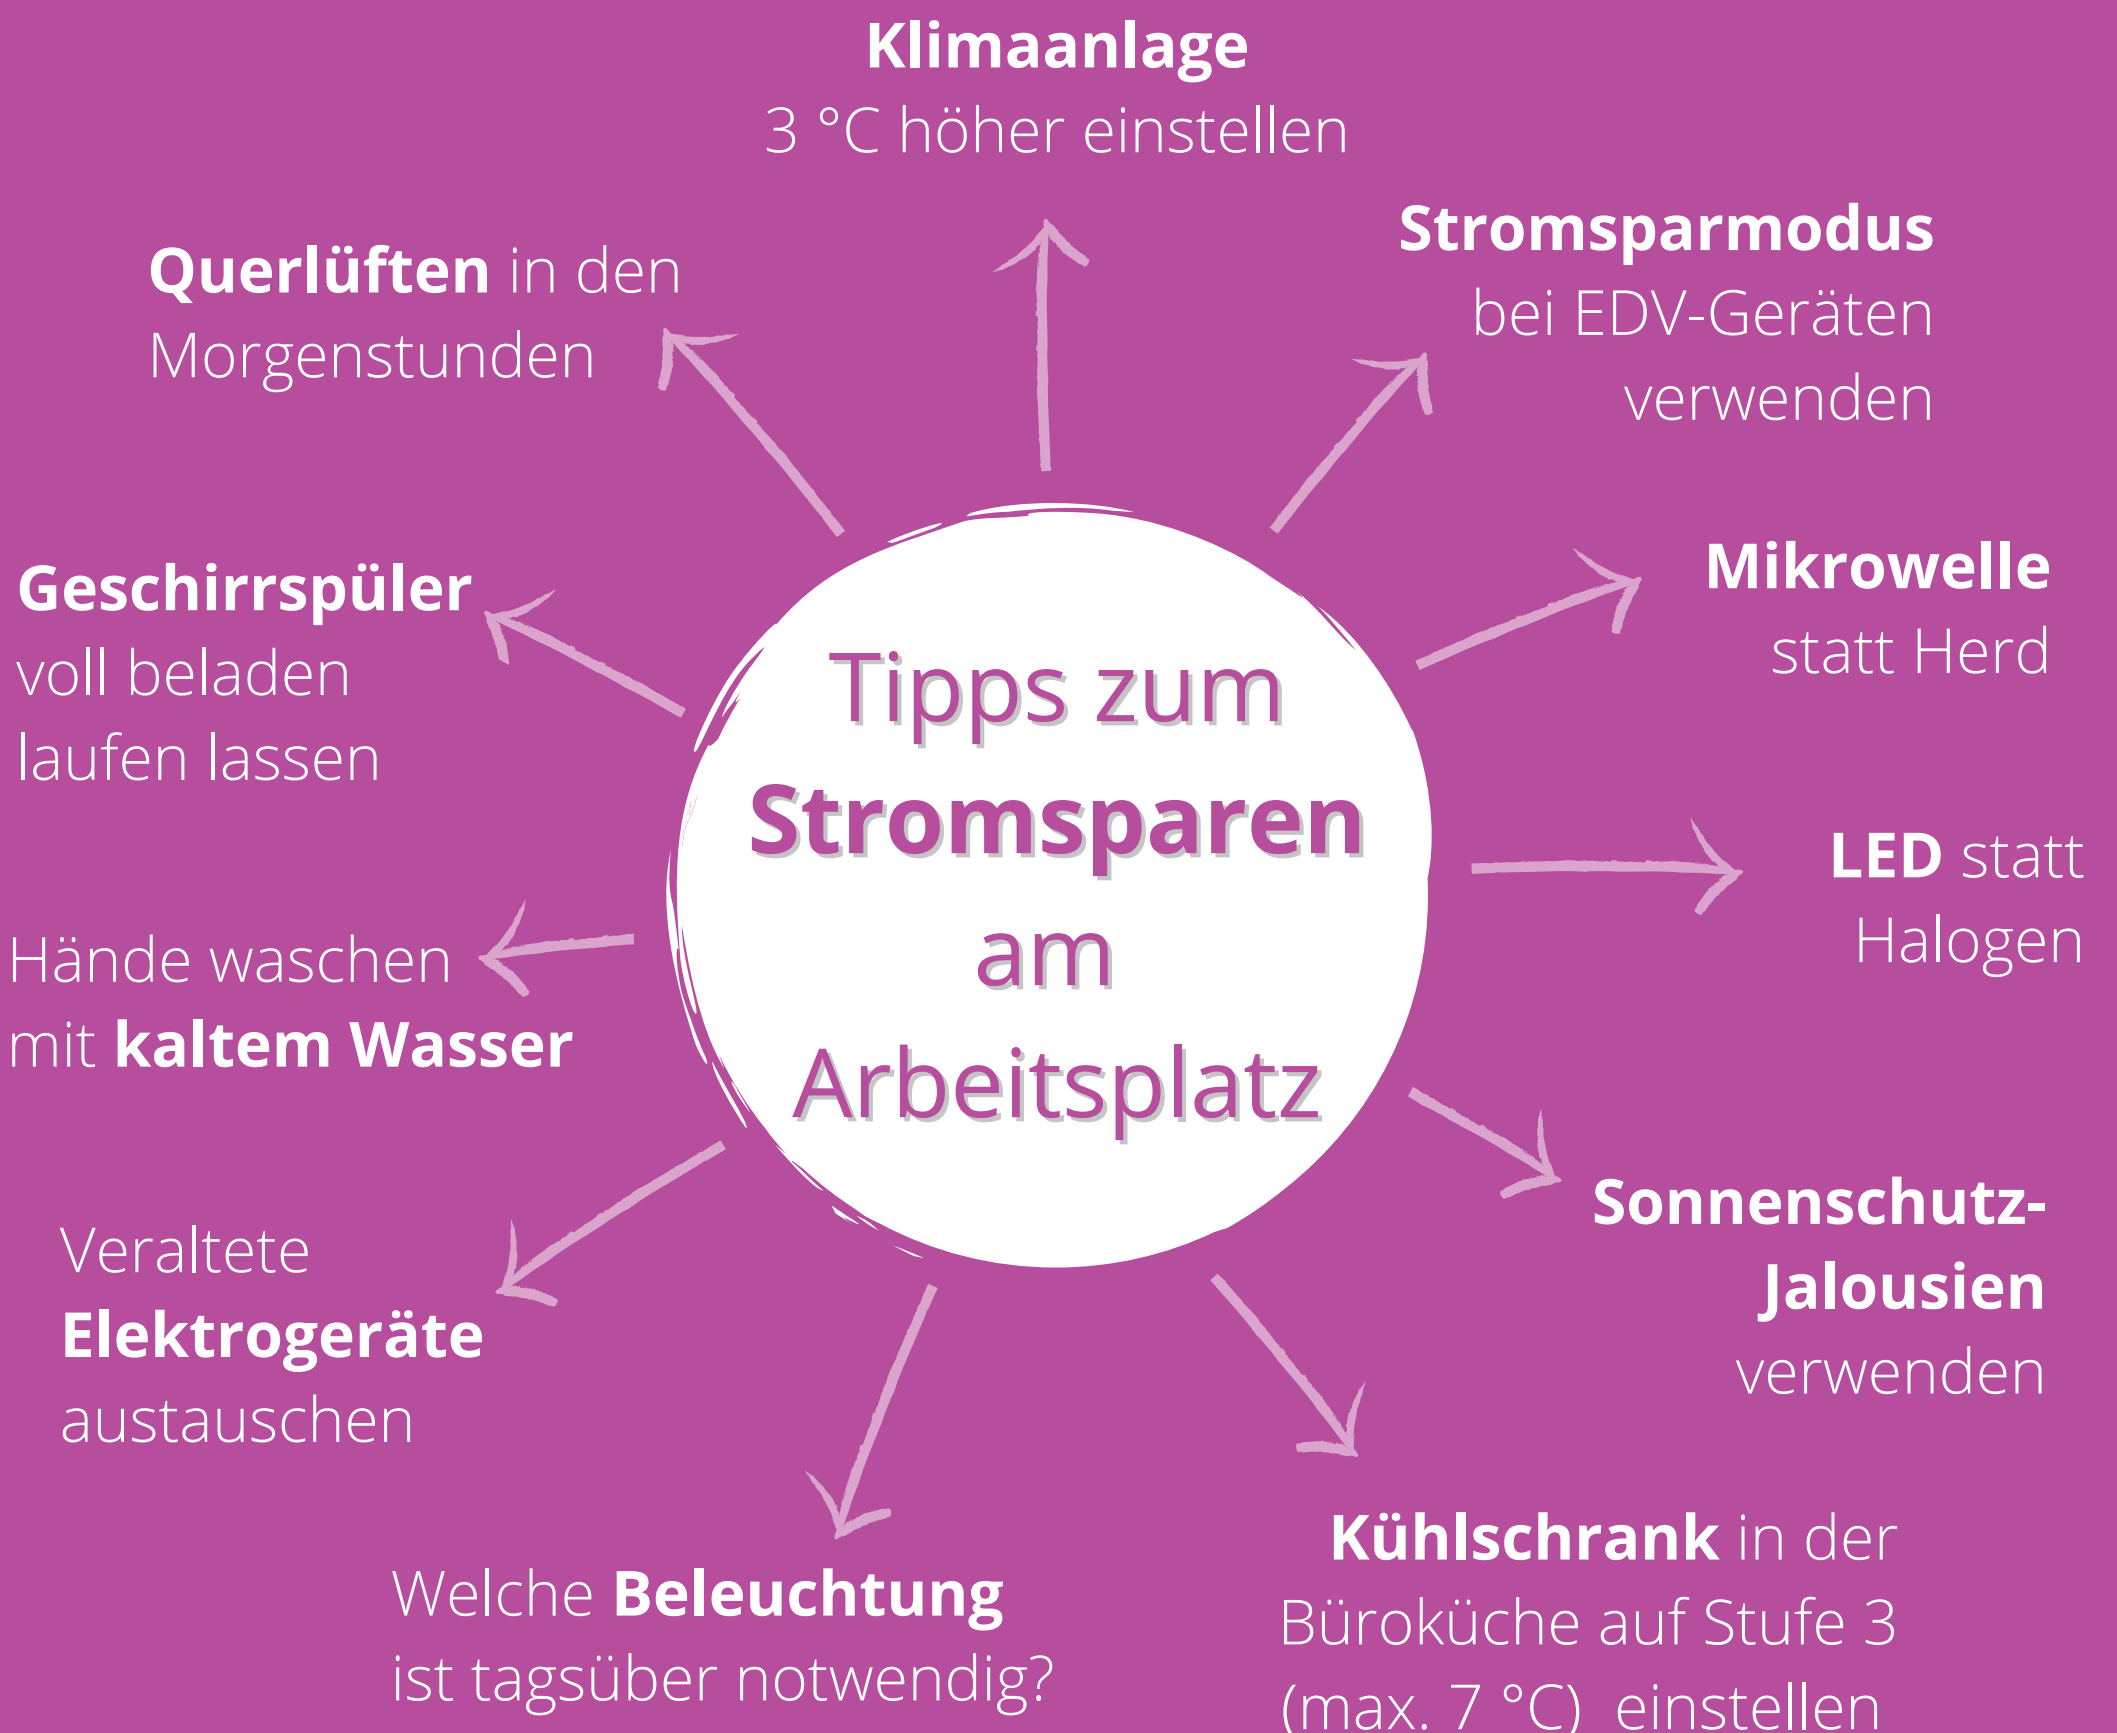 Klimaanlage
3 °C höher einstellen
Stromsparmodus
bei EDV-Geräten
verwenden
Querlüften in den
Morgenstunden
Mikrowelle
statt Herd
Geschirrspüler
voll beladen
laufen lassen
Tipps zum
Stromsparen
am
Arbeitsplatz
LED statt
Halogen
Hände waschen
mit kaltem Wasser
Sonnenschutz-
Jalousien
verwenden
Veraltete
Elektrogeräte
austauschen
Kühlschrank in der
Büroküche auf Stufe 3
(max. 7 °C) einstellen
Welche Beleuchtung
ist tagsüber notwendig?